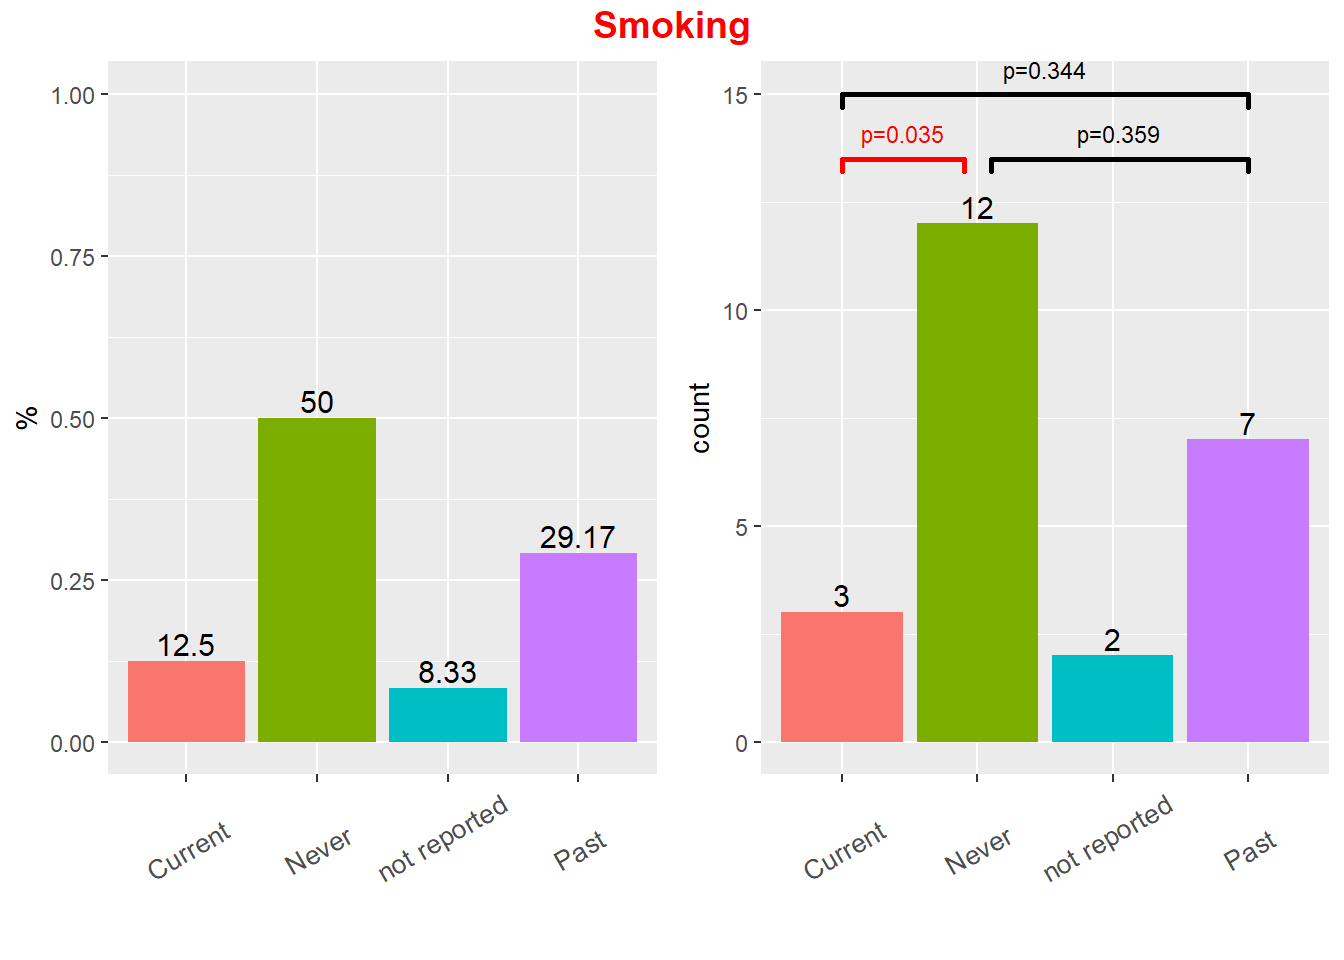 Smoking
%
1.00
0.75
0.50
0.25
0.00
12.5
50
8.33
29.17
Current
Never
not reported
Past
count
15
10
5
0
p=0.344
p=0.035
p=0.359
3
12
2
7
Current
Never
not reported
Past